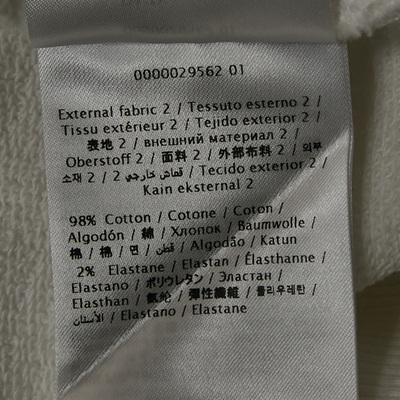 0000029562 01
External fabric 2 / Tessuto esterno 2 /
Tissu extérieur 2 / Tejido exterior 2 /
表地 2 / внешний материал 2 /
Oberstoff 2 / 面料 2 / 外部布料 2 / 외부
소재 2 / قماش خارجي 2 / Tecido exterior 2 /
Kain eksternal 2
98% Cotton / Cotone / Coton /
Algodón / 綿 / Хлопок / Baumwolle /
棉 / 棉 / 면 / قطن / Algodão / Katun
2% Elastane / Elastan / Élasthanne /
Elastano / ポリウレタン / Эластан /
Elasthan / 氨纶 / 彈性纖維 / 폴리우레탄 /
الأستان / Elastano / Elastane